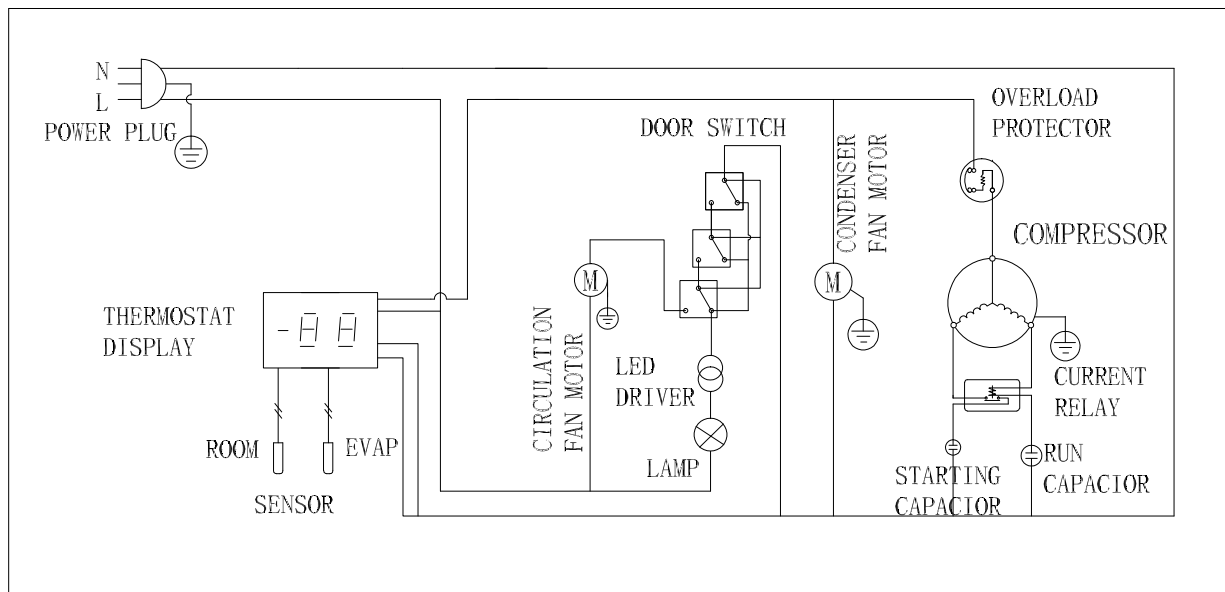 N
L
POWER PLUG
DOOR SWITCH
OVERLOAD
PROTECTOR
CONDENSER
FAN MOTOR
COMPRESSOR
M
M
THERMOSTAT
DISPLAY
-88
CIRCULATION
FAN MOTOR
LED
DRIVER
CURRENT
RELAY
ROOM
EVAP
SENSOR
LAMP
STARTING
CAPACIOR
RUN
CAPACIOR